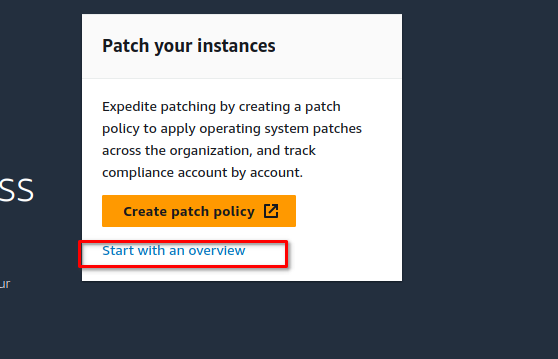 Patch your instances
Expedite patching by creating a patch
policy to apply operating system patches
across the organization, and track
compliance account by account.
ss
Create patch policy
Start with an overview
ur